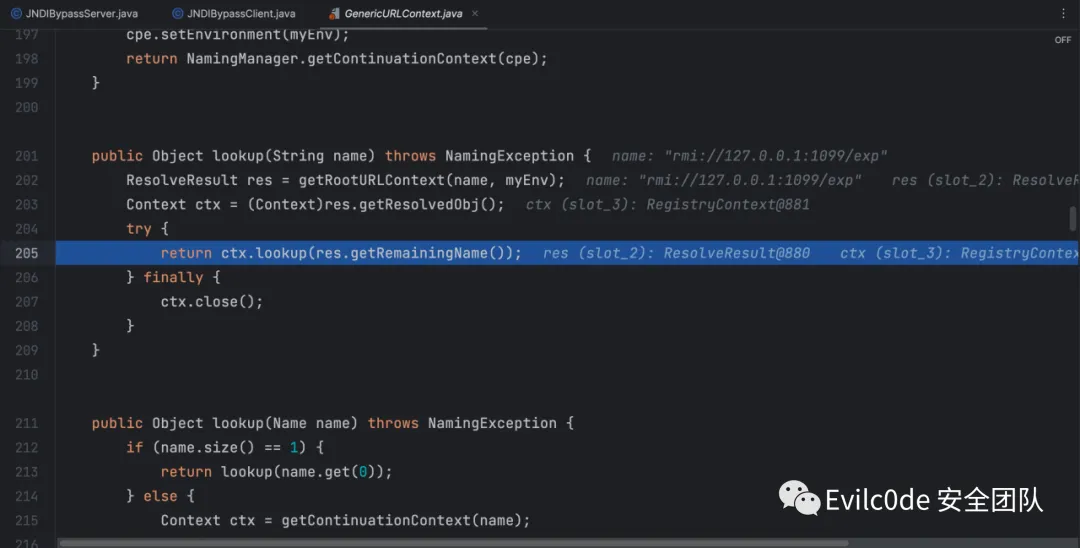 JNDIBypassServer.java JNDIBypassClient.java GenericURLContext.java ×
OFF
197 cpe.setEnvironment(myEnv);
198 return NamingManager.getContinuationContext(cpe);
199 }
200
201 public Object lookup(String name) throws NamingException { name: "rmi://127.0.0.1:1099/exp"
202 ResolveResult res = getRootURLContext(name, myEnv); name: "rmi://127.0.0.1:1099/exp" res (slot_2): ResolveR
203 Context ctx = (Context)res.getResolvedObj(); ctx (slot_3): RegistryContext@881
204 try {
205 return ctx.lookup(res.getRemainingName()); res (slot_2): ResolveResult@880 ctx (slot_3): RegistryContex
206 } finally {
207 ctx.close();
208 }
209 }
210
211 public Object lookup(Name name) throws NamingException {
212 if (name.size() == 1) {
213 return lookup(name.get(0));
214 } else {
215 Context ctx = getContinuationContext(name);
216
Evilc0de 安全团队